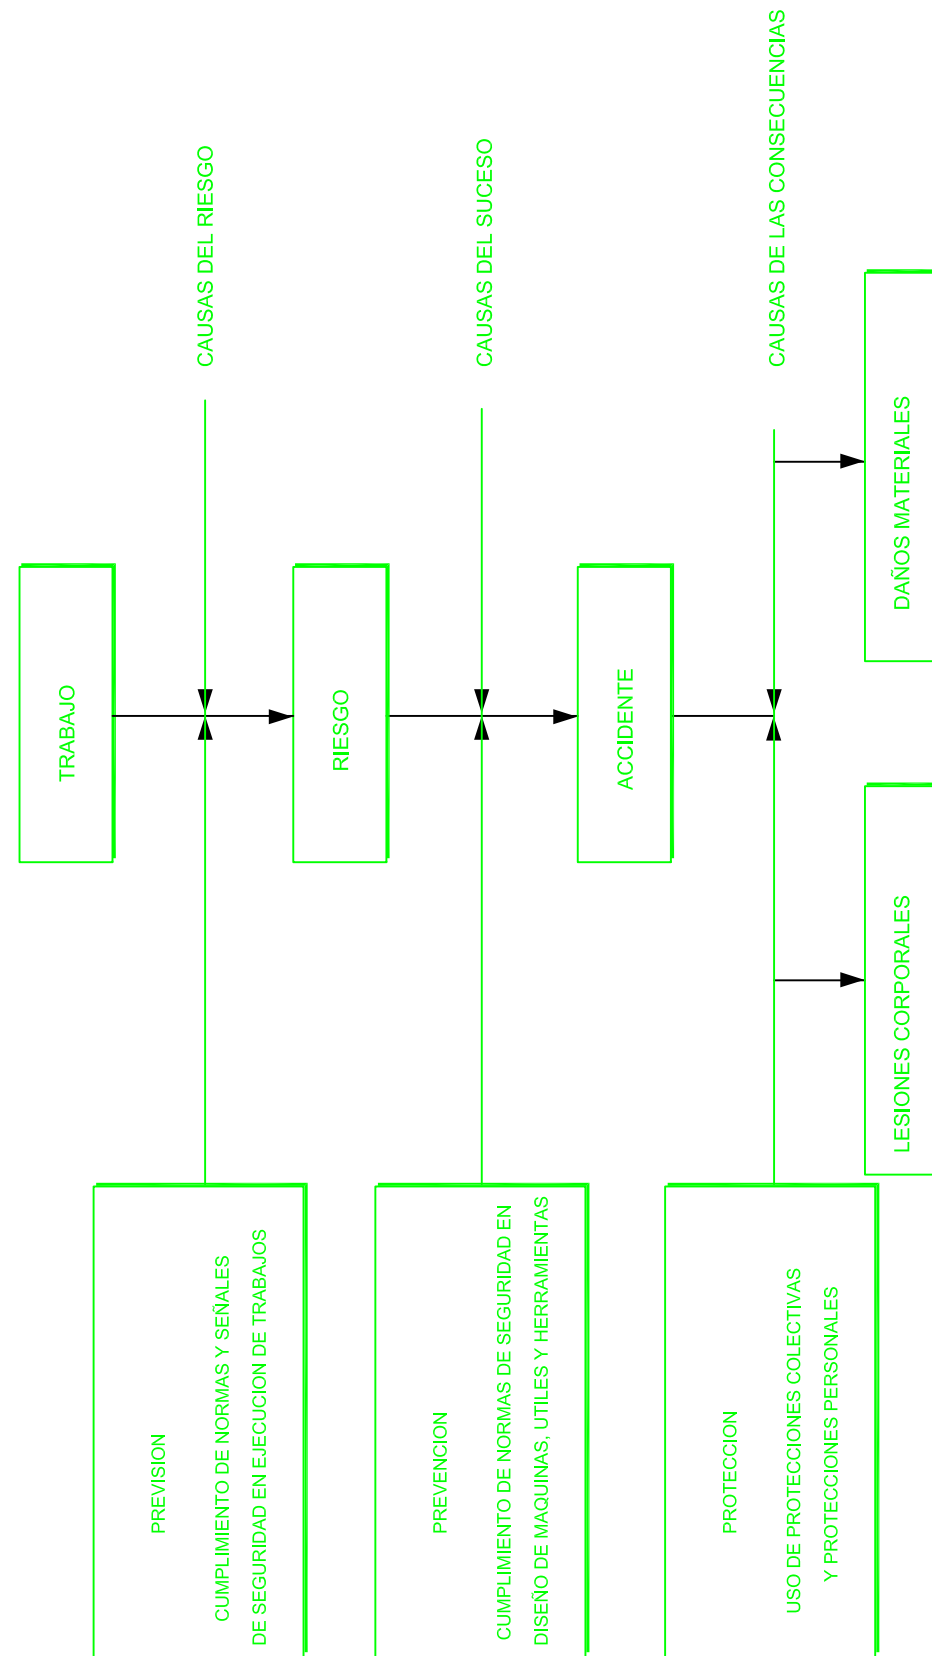 TRABAJO
PREVISION
CUMPLIMIENTO DE NORMAS Y SEÑALES
DE SEGURIDAD EN EJECUCION DE TRABAJOS
CAUSAS DEL RIESGO
RIESGO
PREVENCION
CUMPLIMIENTO DE NORMAS DE SEGURIDAD EN
DISEÑO DE MAQUINAS, UTILES Y HERRAMIENTAS
CAUSAS DEL SUCESO
ACCIDENTE
PROTECCION
USO DE PROTECCIONES COLECTIVAS
Y PROTECCIONES PERSONALES
CAUSAS DE LAS CONSECUENCIAS
LESIONES CORPORALES
DAÑOS MATERIALES